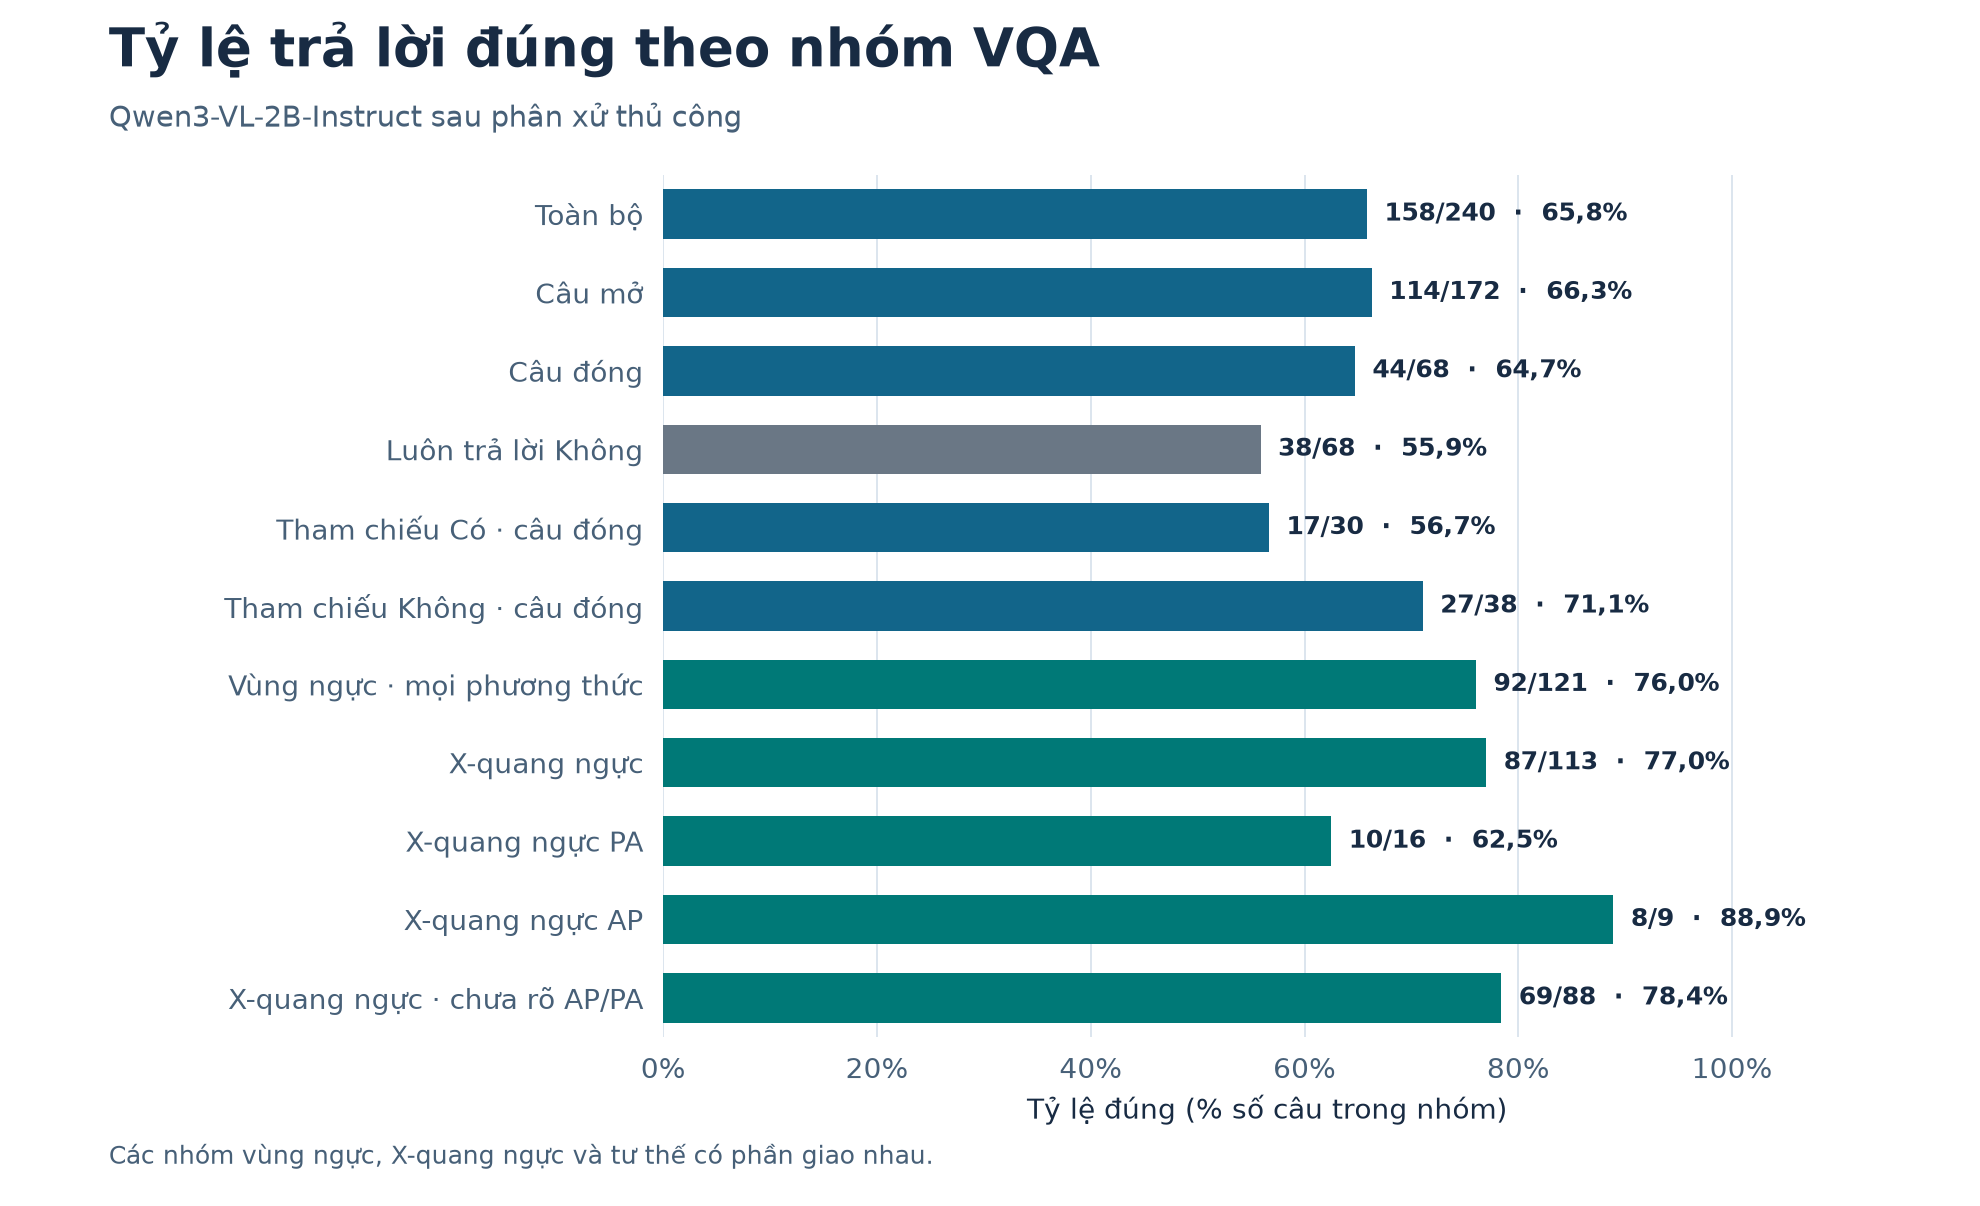 Tỷ lệ trả lời đúng theo nhóm VQA
Qwen3-VL-2B-Instruct sau phân xử thủ công
Toàn bộ 158/240 · 65,8%
Câu mở 114/172 · 66,3%
Câu đóng 44/68 · 64,7%
Luôn trả lời Không 38/68 · 55,9%
Tham chiếu Có · câu đóng 17/30 · 56,7%
Tham chiếu Không · câu đóng 27/38 · 71,1%
Vùng ngực · mọi phương thức 92/121 · 76,0%
X-quang ngực 87/113 · 77,0%
X-quang ngực PA 10/16 · 62,5%
X-quang ngực AP 8/9 · 88,9%
X-quang ngực · chưa rõ AP/PA 69/88 · 78,4%
0% 20% 40% 60% 80% 100%
Tỷ lệ đúng (% số câu trong nhóm)
Các nhóm vùng ngực, X-quang ngực và tư thế có phần giao nhau.